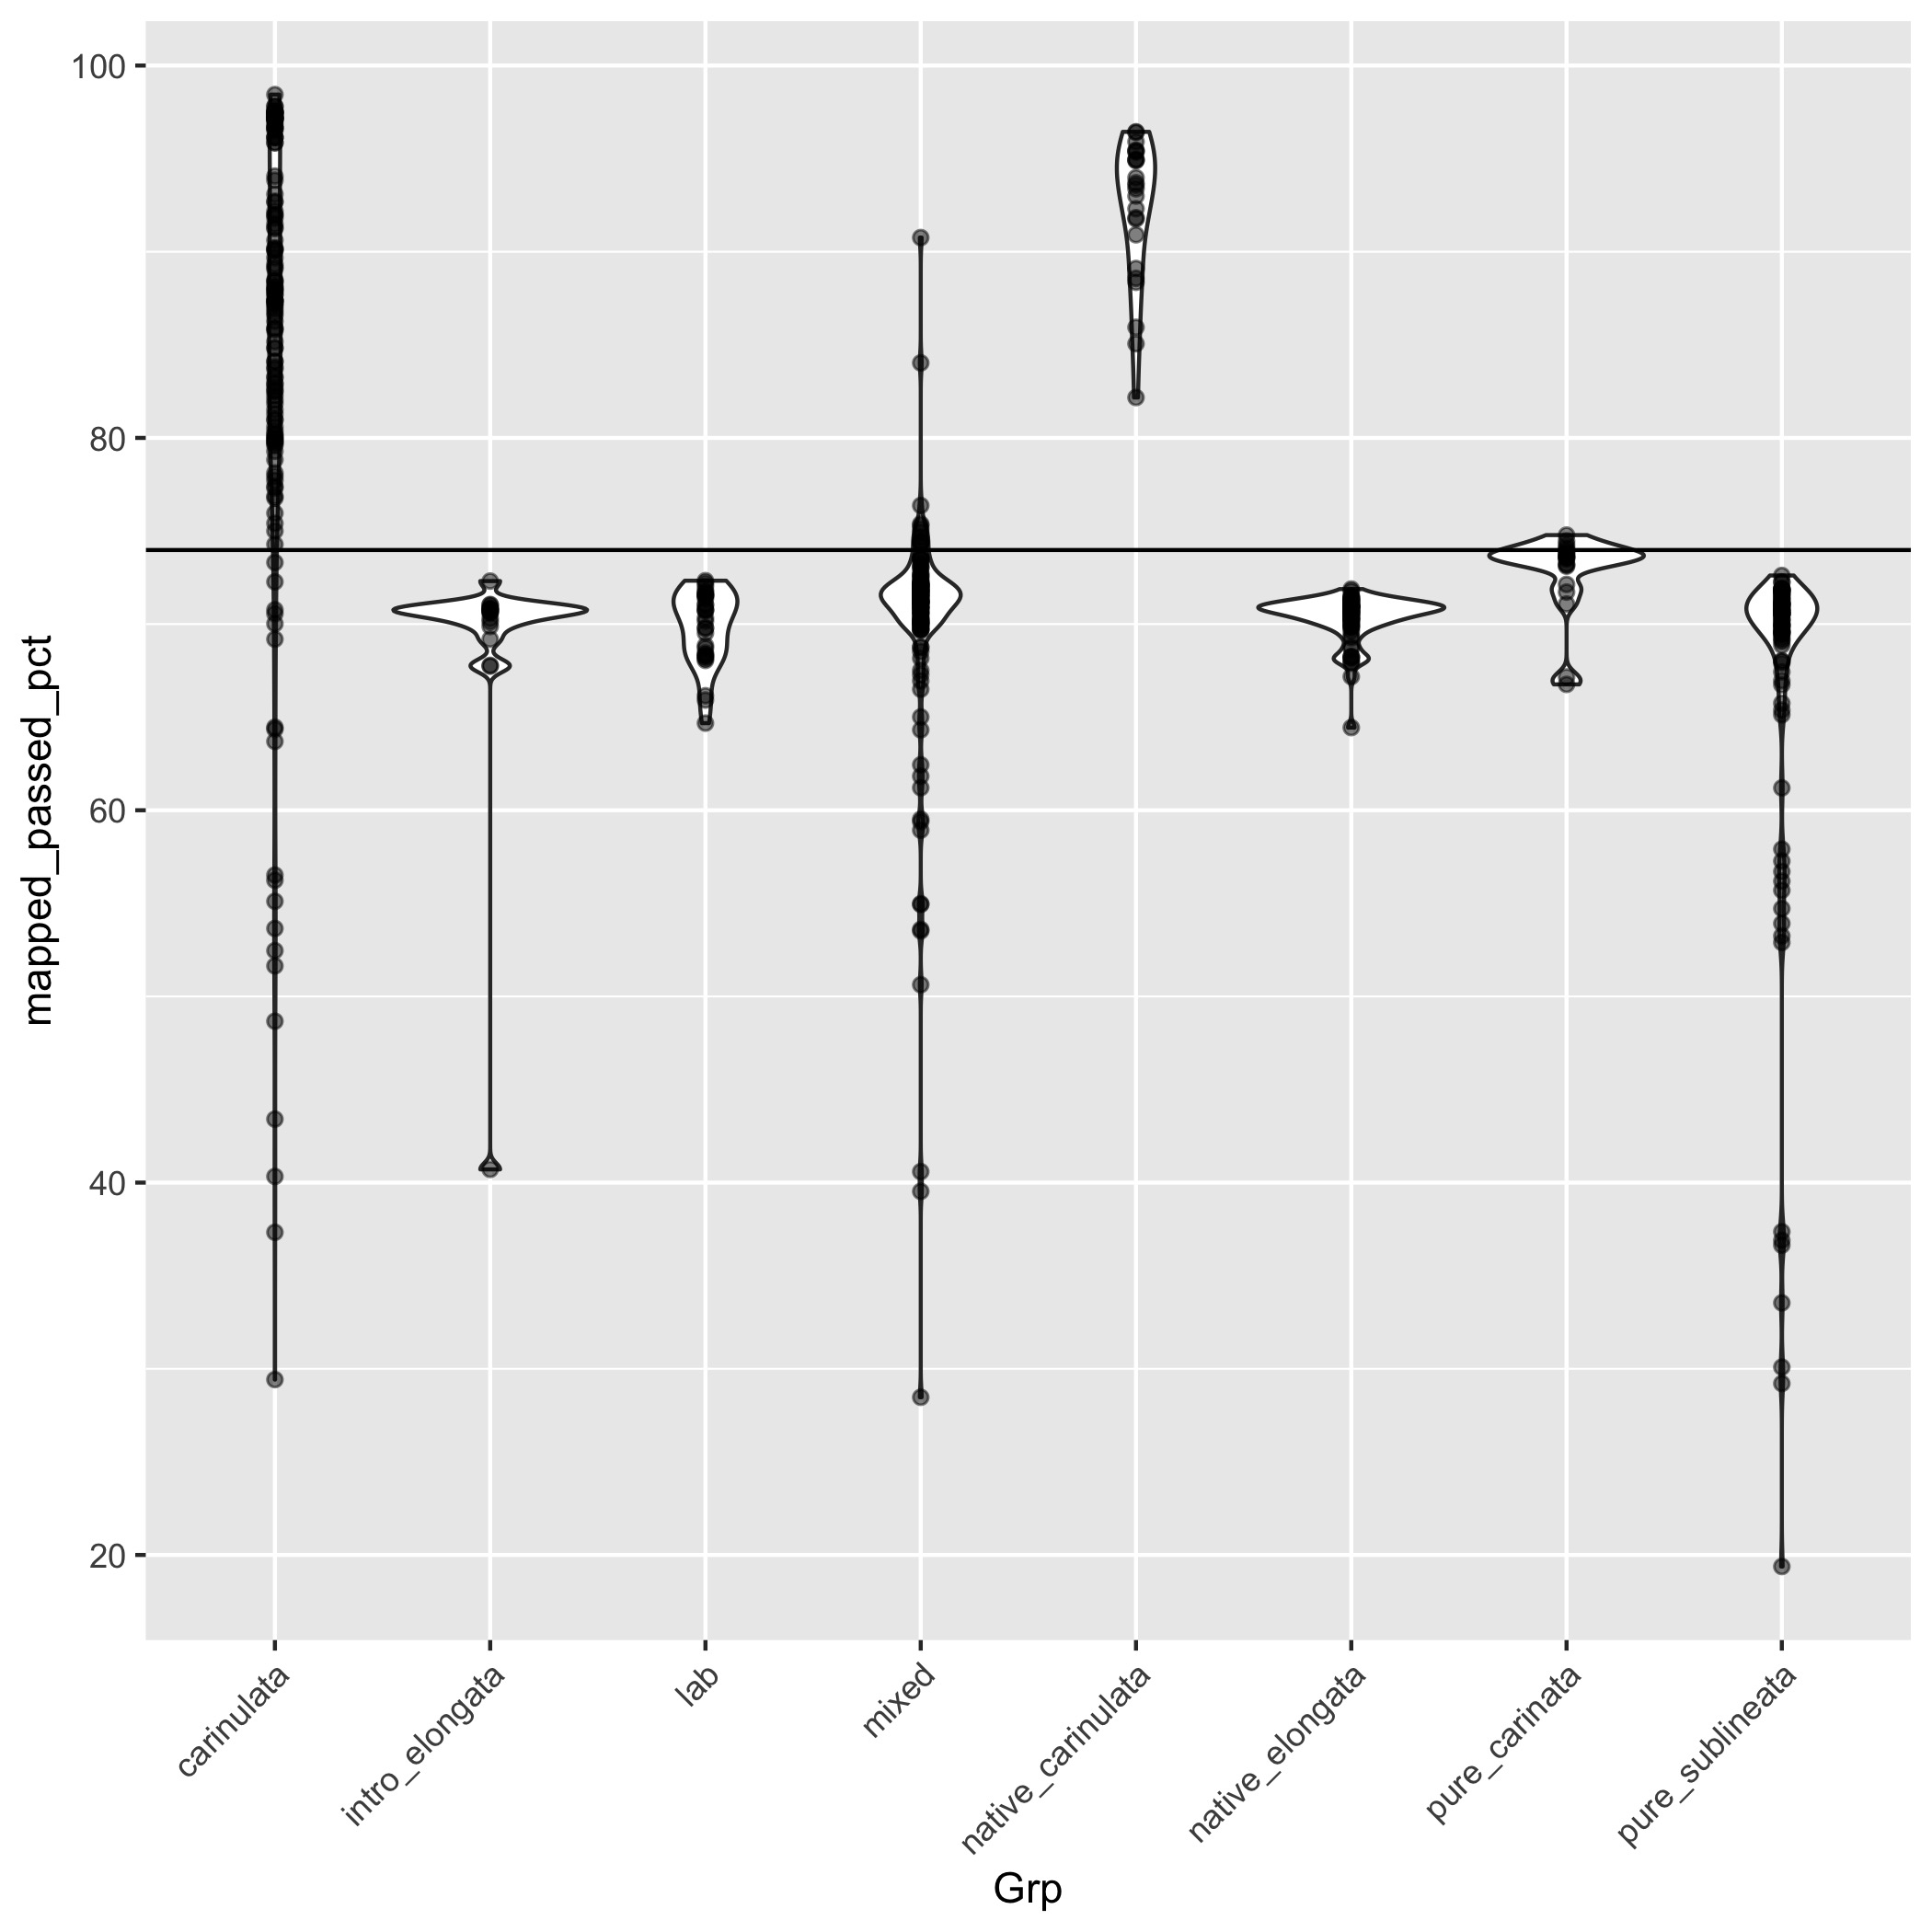 mapped_passed_pct
100
80
60
40
20
carinulata
intro_elongata
lab
mixed
native_carinulata
native_elongata
pure_carinata
pure_sublineata
Grp